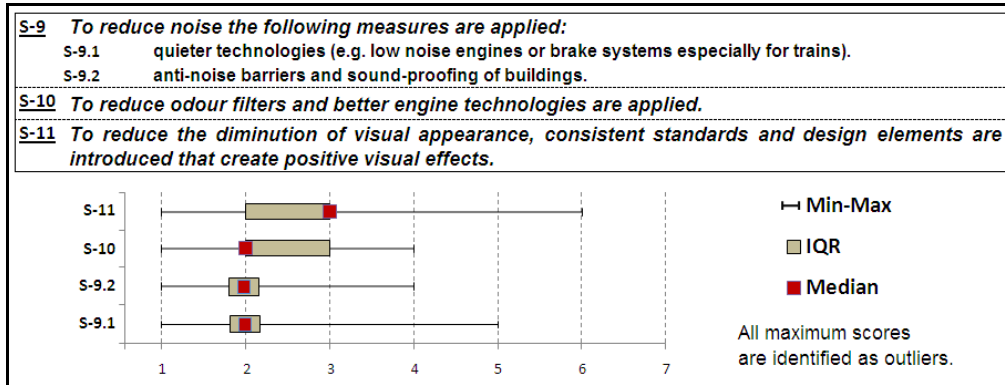 S-9 To reduce noise the following measures are applied:
S-9.1 quieter technologies (e.g. low noise engines or brake systems especially for trains).
S-9.2 anti-noise barriers and sound-proofing of buildings.
S-10 To reduce odour filters and better engine technologies are applied.
S-11 To reduce the diminution of visual appearance, consistent standards and design elements are
introduced that create positive visual effects.
S-11
Min-Max
S-10
IQR
S-9.2
Median
S-9.1
All maximum scores
are identified as outliers.
1 2 3 4 5 6 7